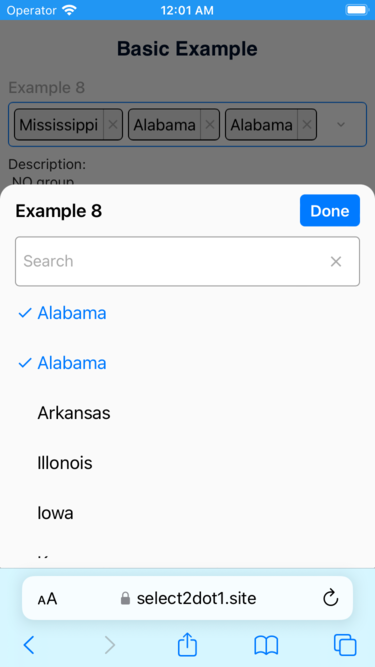 Operator 12:01 AM
Basic Example
Example 8
Mississippi Alabama Alabama
Description:
NO group
Example 8 Done
Search
Alabama
Alabama
Arkansas
Illonois
Iowa
AA select2dot1.site